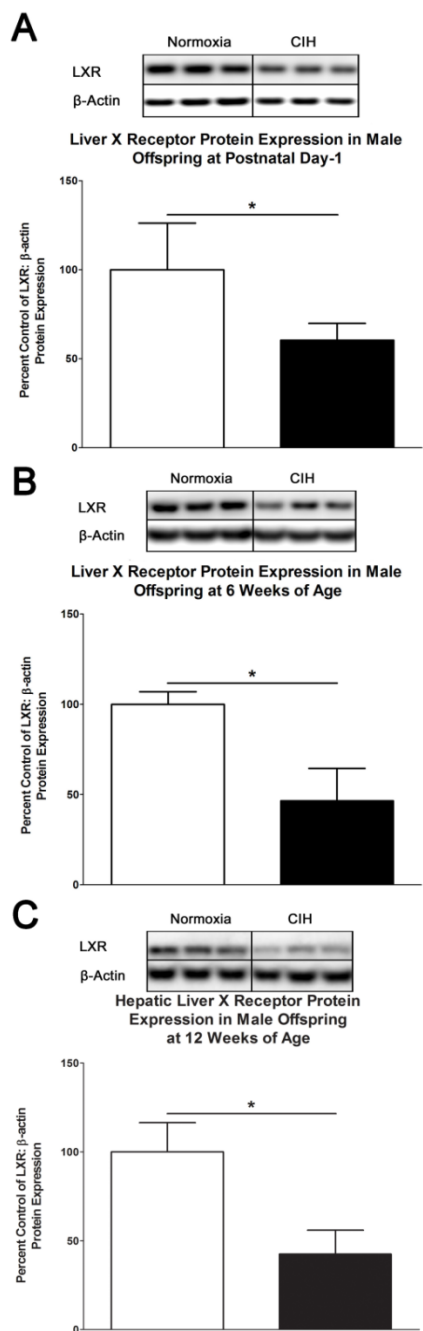 A
Normoxia CIH
LXR
β-Actin
Liver X Receptor Protein Expression in Male
Offspring at Postnatal Day-1
Percent Control of LXR: β-actin
Protein Expression
150
*
100
50
0
B
Normoxia CIH
LXR
β-Actin
Liver X Receptor Protein Expression in Male
Offspring at 6 Weeks of Age
Percent Control of LXR: β-actin
Protein Expression
150
*
100
50
0
C
Normoxia CIH
LXR
β-Actin
Hepatic Liver X Receptor Protein
Expression in Male Offspring
at 12 Weeks of Age
Percent Control of LXR: β-actin
Protein Expression
150
*
100
50
0